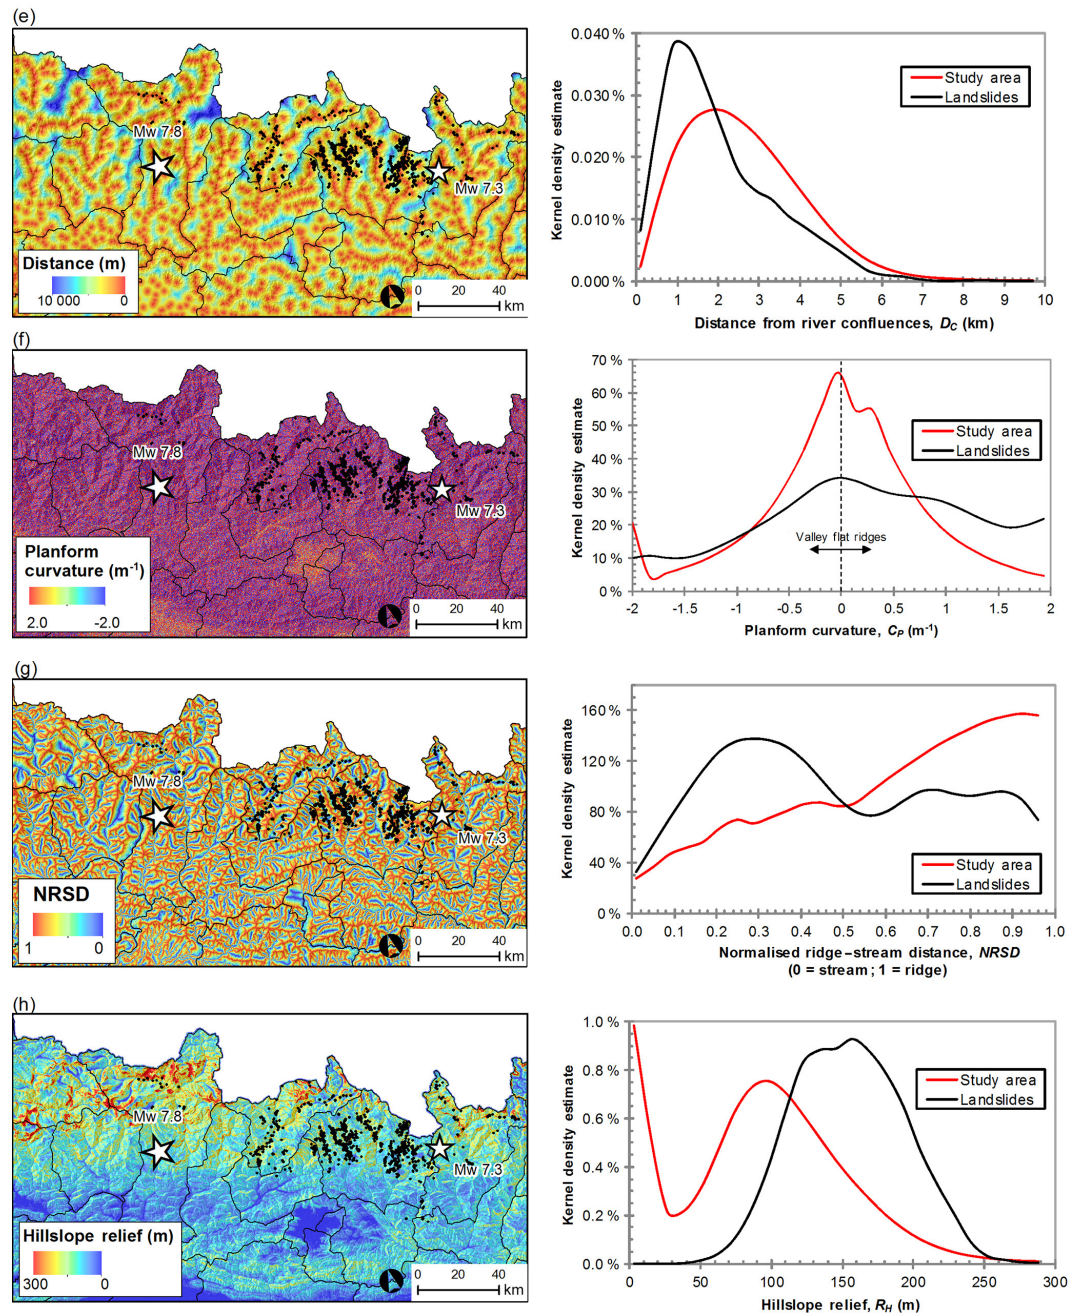 (e)
Mw 7.8
Mw 7.3
Distance (m)
10 000 0
0 20 40
km
0.040 %
0.030 %
0.020 %
0.010 %
0.000 %
Kernel density estimate
Study area
Landslides
0 1 2 3 4 5 6 7 8 9 10
Distance from river confluences, DC (km)
(f)
Mw 7.8
Mw 7.3
Planform
curvature (m-1)
2.0 -2.0
0 20 40
km
70 %
60 %
50 %
40 %
30 %
20 %
10 %
0 %
Kernel density estimate
Study area
Landslides
Valley flat ridges
-2 -1.5 -1 -0.5 0 0.5 1 1.5 2
Planform curvature, CP (m-1)
(g)
Mw 7.8
Mw 7.3
NRSD
1 0
0 20 40
km
160 %
120 %
80 %
40 %
0 %
Kernel density estimate
Study area
Landslides
0.0 0.1 0.2 0.3 0.4 0.5 0.6 0.7 0.8 0.9 1.0
Normalised ridge–stream distance, NRSD
(0 = stream; 1 = ridge)
(h)
Mw 7.8
Mw 7.3
Hillslope relief (m)
300 0
0 20 40
km
1.0 %
0.8 %
0.6 %
0.4 %
0.2 %
0.0 %
Kernel density estimate
Study area
Landslides
0 50 100 150 200 250 300
Hillslope relief, RH (m)